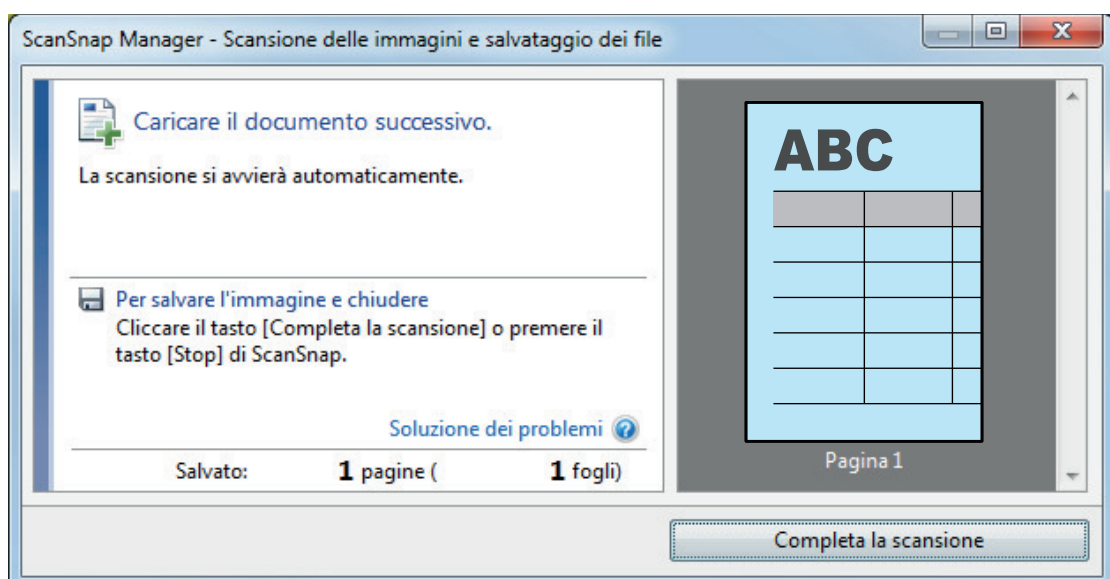 ScanSnap Manager - Scansione delle immagini e salvataggio dei file
Caricare il documento successivo.
La scansione si avvierà automaticamente.
Per salvare l'immagine e chiudere
Cliccare il tasto [Completa la scansione] o premere il
tasto [Stop] di ScanSnap.
Soluzione dei problemi
Salvato: 1 pagine ( 1 fogli)
ABC
Pagina 1
Completa la scansione